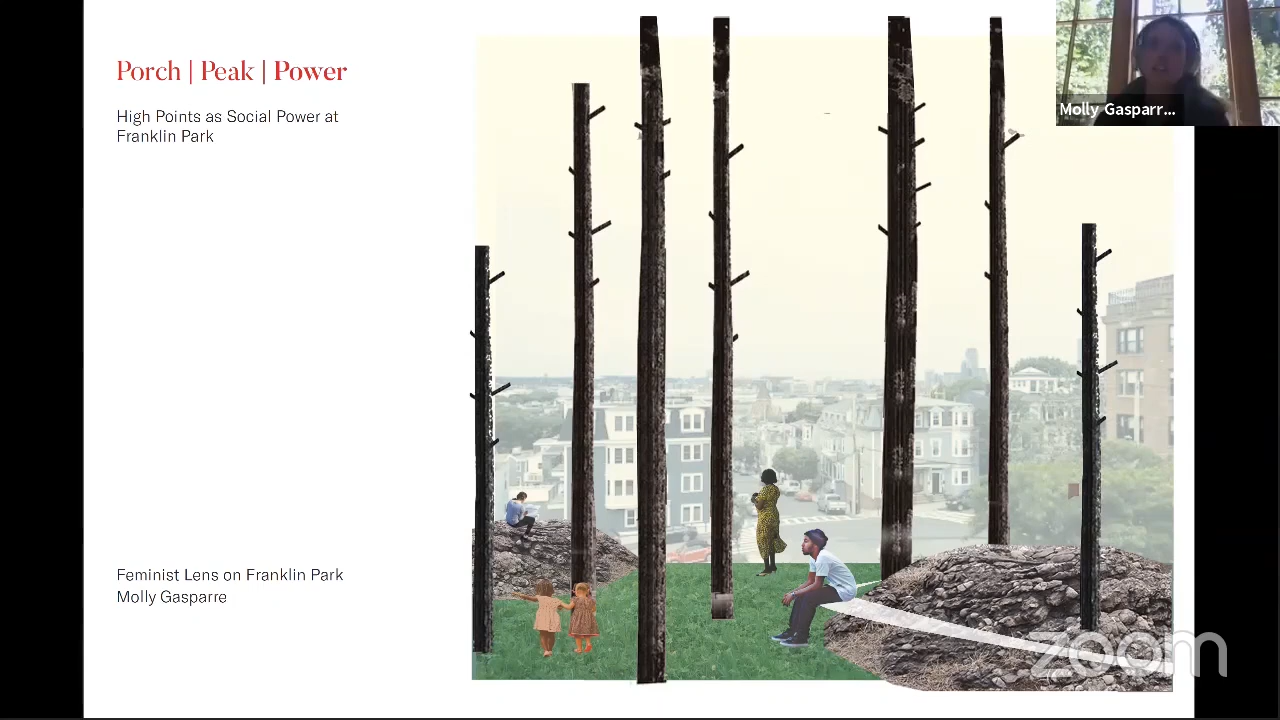 Porch | Peak | Power
High Points as Social Power at
Franklin Park
Molly Gasparr...
Feminist Lens on Franklin Park
Molly Gasparre
zoom